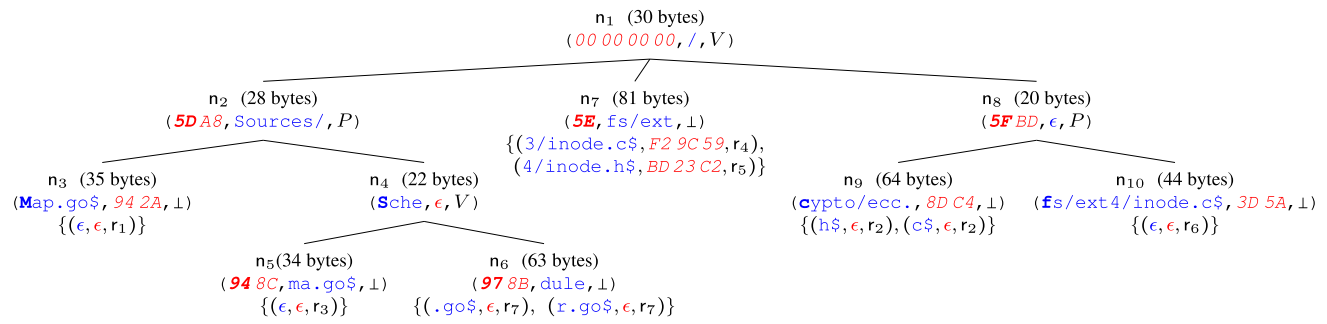 n₁ (30 bytes)
(00 00 00 00, /, V)
n₂ (28 bytes)
(5D A8, Sources/, P)
n₇ (81 bytes)
(5E, fs/ext, ⊥)
{(3/inode.c$, F2 9C 59, r₄),
(4/inode.h$, BD 23 C2, r₅)}
n₈ (20 bytes)
(5F BD, ϵ, P)
n₃ (35 bytes)
(Map.go$, 94 2A, ⊥)
{(ϵ, ϵ, r₁)}
n₄ (22 bytes)
(Sche, ϵ, V)
n₉ (64 bytes)
(cypto/ecc., 8D C4, ⊥)
{(h$, ϵ, r₂), (c$, ϵ, r₂)}
n₁₀ (44 bytes)
(fs/ext4/inode.c$, 3D 5A, ⊥)
{(ϵ, ϵ, r₆)}
n₅(34 bytes)
(94 8C, ma.go$, ⊥)
{(ϵ, ϵ, r₃)}
n₆ (63 bytes)
(97 8B, dule, ⊥)
{(.go$, ϵ, r₇), (r.go$, ϵ, r₇)}